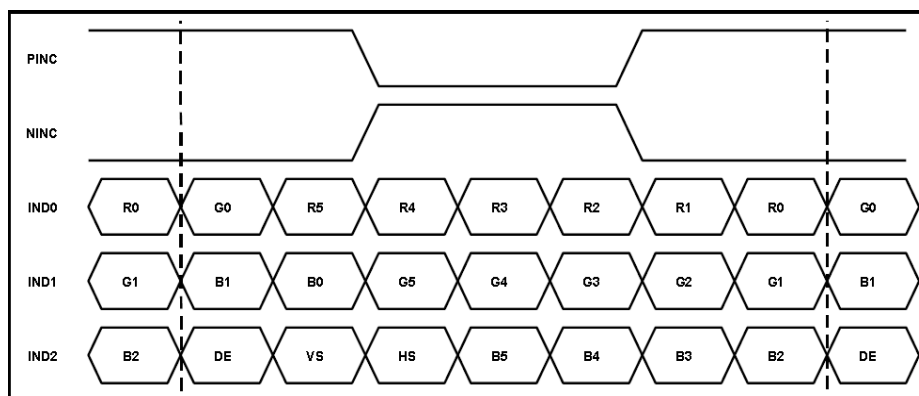 PINC
NINC
IND0 R0 G0 R5 R4 R3 R2 R1 R0 G0
IND1 G1 B1 B0 G5 G4 G3 G2 G1 B1
IND2 B2 DE VS HS B5 B4 B3 B2 DE